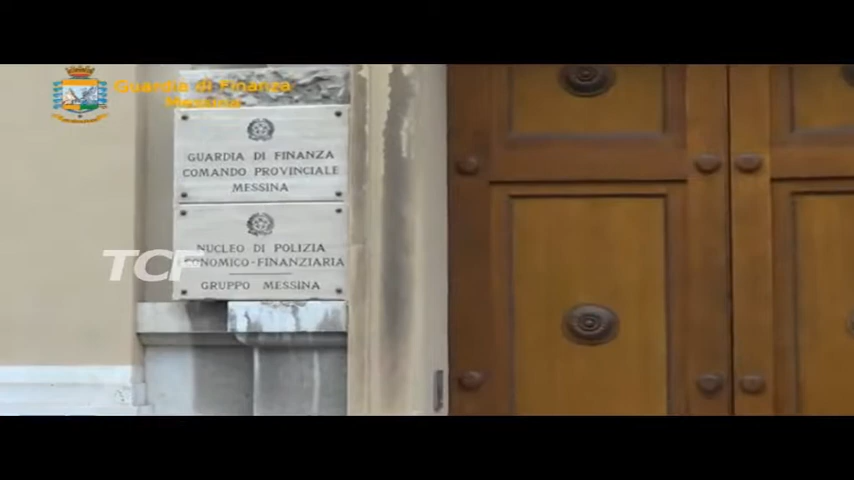 Guardia di Finanza
Messina
GUARDIA DI FINANZA
COMANDO PROVINCIALE
MESSINA
NUCLEO DI POLIZIA
ECONOMICO-FINANZIARIA
GRUPPO MESSINA
TCF